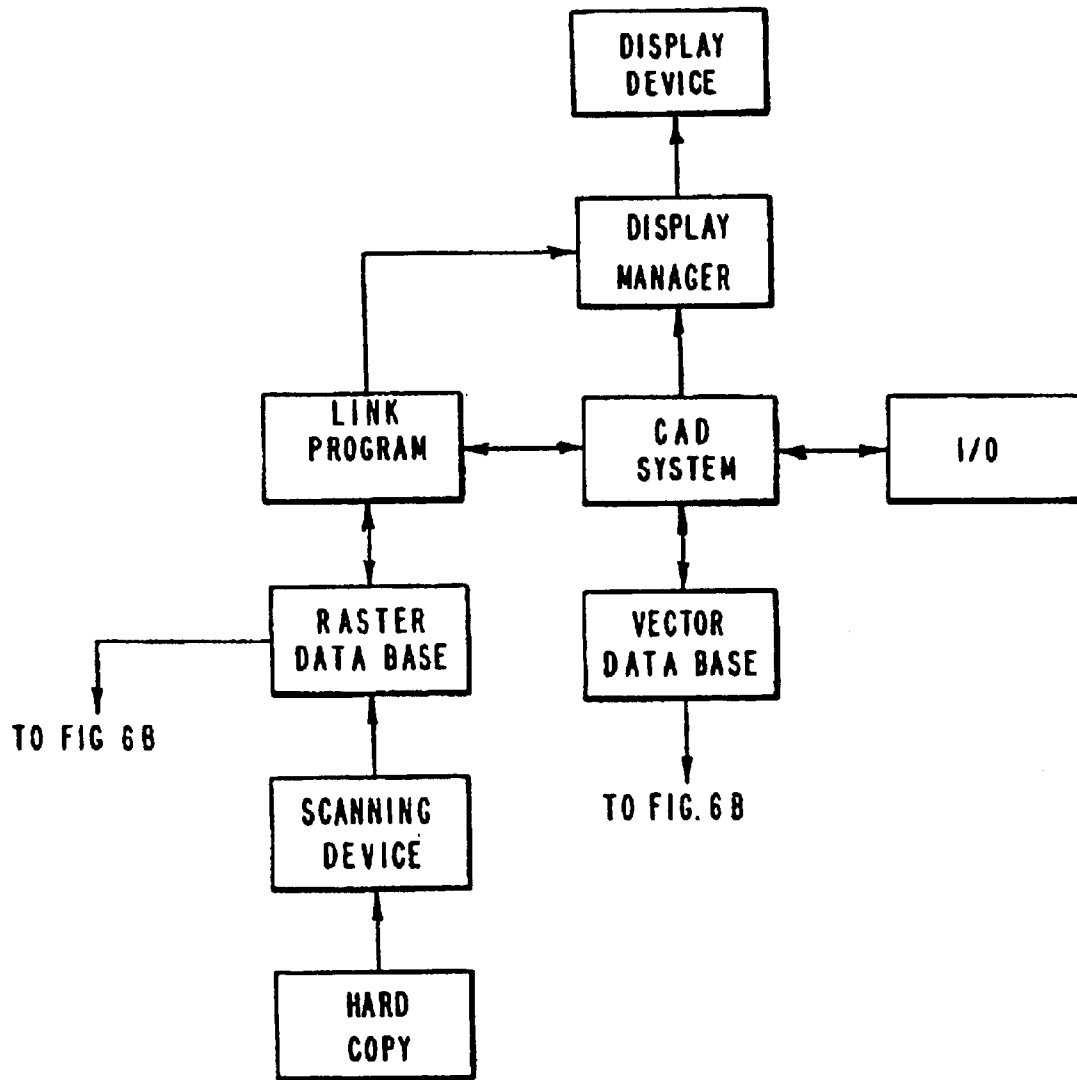 DISPLAY
DEVICE
DISPLAY
MANAGER
LINK
PROGRAM
CAD
SYSTEM
I/O
RASTER
DATA BASE
VECTOR
DATA BASE
TO FIG 6B
SCANNING
DEVICE
TO FIG. 6B
HARD
COPY